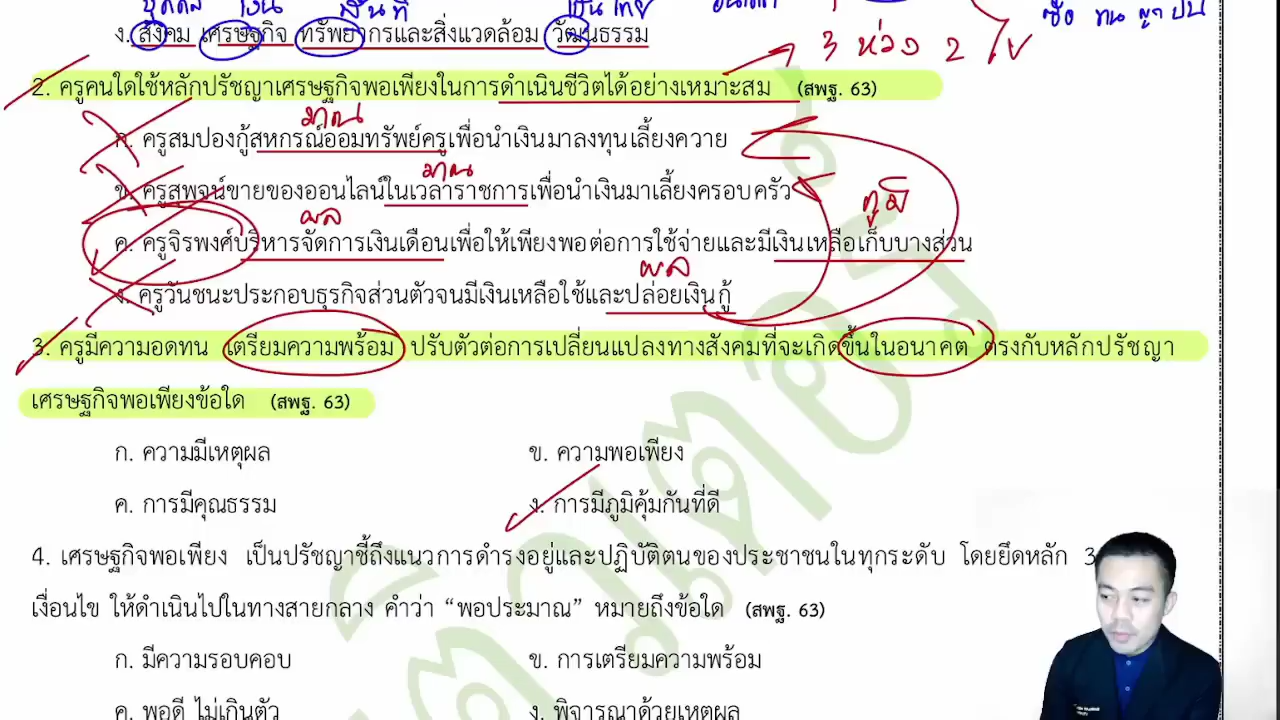 ง. สังคม เศรษฐกิจ ทรัพยากรและสิ่งแวดล้อม วัฒนธรรม
3 ห่วง 2 ไข
2. ครูคนใดใช้หลักปรัชญาเศรษฐกิจพอเพียงในการดำเนินชีวิตได้อย่างเหมาะสม (สพฐ. 63)
มาณ
ก. ครูสมปองกู้สหกรณ์ออมทรัพย์ครูเพื่อนำเงินมาลงทุนเลี้ยงควาย
มาณ
ข. ครูสพจน์ขายของออนไลน์ในเวลาราชการเพื่อนำเงินมาเลี้ยงครอบครัว
ภูมิ
ผล
ค. ครูจิรพงศ์บริหารจัดการเงินเดือนเพื่อให้เพียงพอต่อการใช้จ่ายและมีเงินเหลือเก็บบางส่วน
ผล
ง. ครูวันชนะประกอบธุรกิจส่วนตัวจนมีเงินเหลือใช้และปล่อยเงินกู้
3. ครูมีความอดทน เตรียมความพร้อม ปรับตัวต่อการเปลี่ยนแปลงทางสังคมที่จะเกิดขึ้นในอนาคต ตรงกับหลักปรัชญา
เศรษฐกิจพอเพียงข้อใด (สพฐ. 63)
ก. ความมีเหตุผล ข. ความพอเพียง
ค. การมีคุณธรรม ง. การมีภูมิคุ้มกันที่ดี
4. เศรษฐกิจพอเพียง เป็นปรัชญาชี้ถึงแนวการดำรงอยู่และปฏิบัติตนของประชาชนในทุกระดับ โดยยึดหลัก 3
เงื่อนไข ให้ดำเนินไปในทางสายกลาง คำว่า “พอประมาณ” หมายถึงข้อใด (สพฐ. 63)
ก. มีความรอบคอบ ข. การเตรียมความพร้อม
ค. พอดี ไม่เกินตัว ง. พิจารณาด้วยเหตุผล